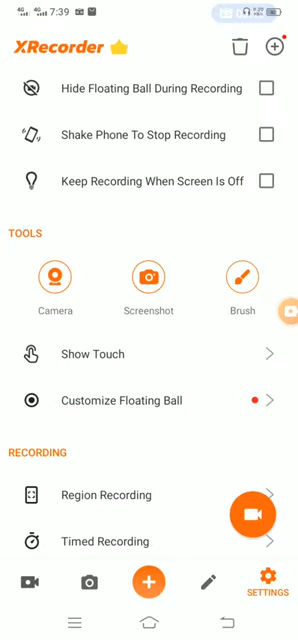 4G 4G 7:39
XRecorder
Hide Floating Ball During Recording
Shake Phone To Stop Recording
Keep Recording When Screen Is Off
TOOLS
Camera Screenshot Brush
Show Touch
Customize Floating Ball
RECORDING
Region Recording
Timed Recording
SETTINGS